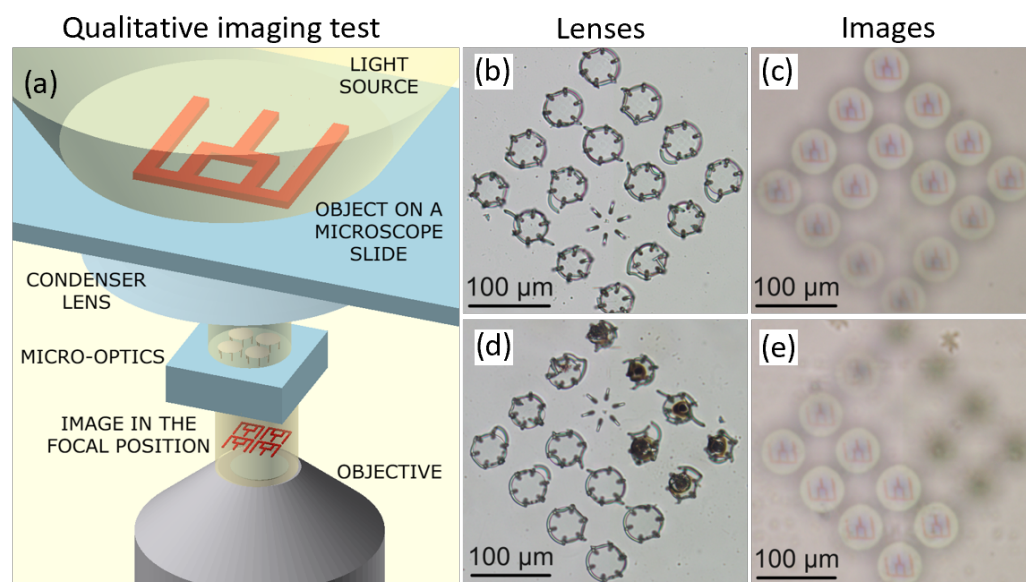 Qualitative imaging test
Lenses
Images
(a)
LIGHT
SOURCE
OBJECT ON A
MICROSCOPE
SLIDE
CONDENSER
LENS
MICRO-OPTICS
IMAGE IN THE
FOCAL POSITION
OBJECTIVE
(b)
100 µm
(c)
100 µm
(d)
100 µm
(e)
100 µm